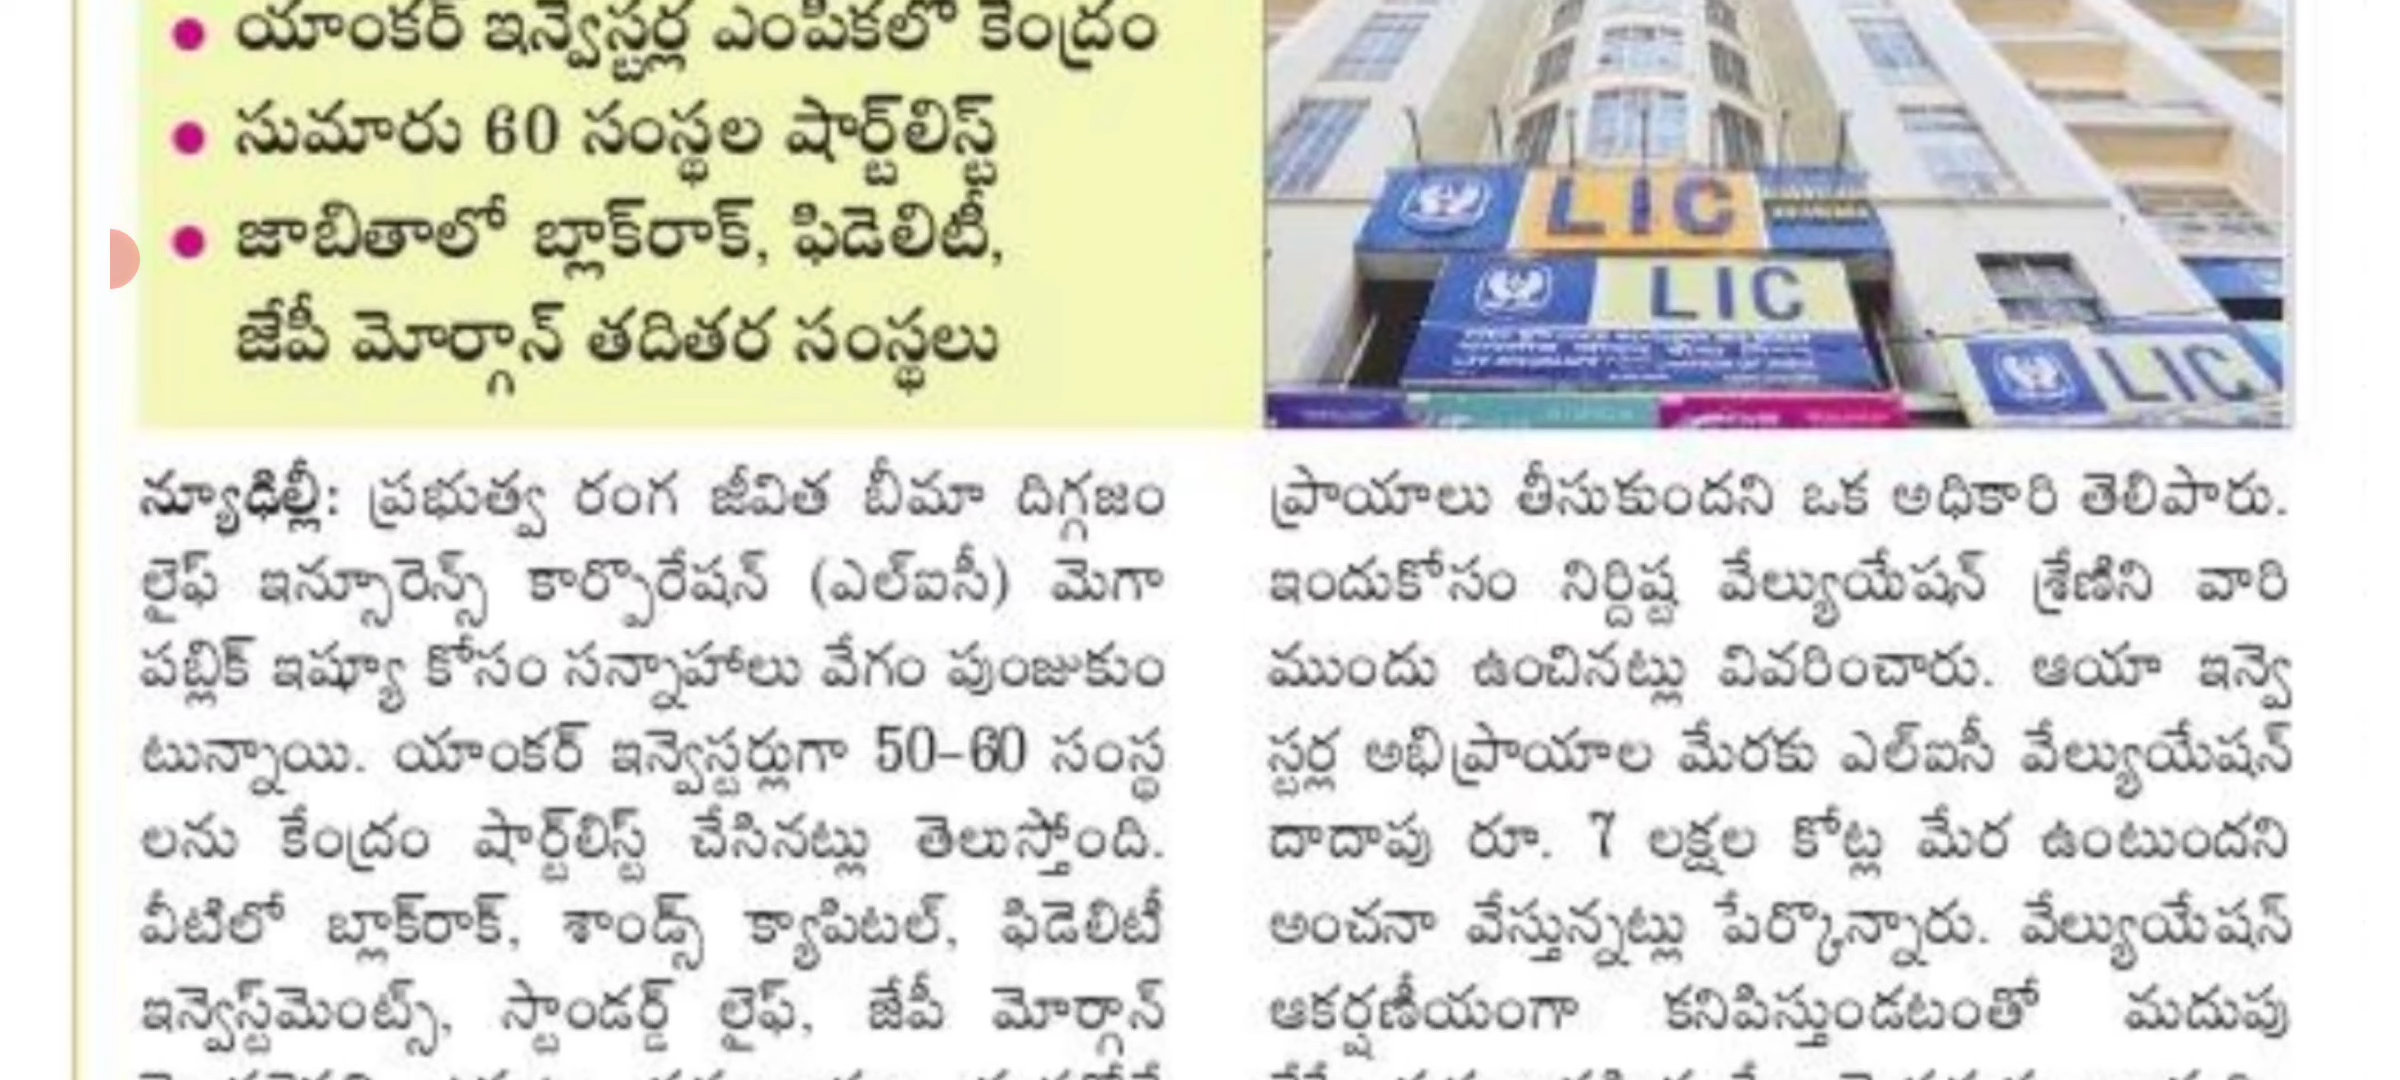 యాంకర్ ఇన్వెస్టర్ల ఎంపికలో కేంద్రం
సుమారు 60 సంస్థల షార్ట్‌లిస్ట్
జాబితాలో బ్లాక్‌రాక్, ఫిడెలిటీ,
జేపీ మోర్గాన్ తదితర సంస్థలు
LIC
LIC
LIC
న్యూఢిల్లీ: ప్రభుత్వ రంగ జీవిత బీమా దిగ్గజం
లైఫ్ ఇన్సూరెన్స్ కార్పొరేషన్ (ఎల్ఐసీ) మెగా
పబ్లిక్ ఇష్యూ కోసం సన్నాహాలు వేగం పుంజుకుం
టున్నాయి. యాంకర్ ఇన్వెస్టర్లుగా 50–60 సంస్థ
లను కేంద్రం షార్ట్‌లిస్ట్ చేసినట్లు తెలుస్తోంది.
వీటిలో బ్లాక్‌రాక్, శాండ్స్ క్యాపిటల్, ఫిడెలిటీ
ఇన్వెస్ట్‌మెంట్స్, స్టాండర్డ్ లైఫ్, జేపీ మోర్గాన్
ప్రాయాలు తీసుకుందని ఒక అధికారి తెలిపారు.
ఇందుకోసం నిర్దిష్ట వేల్యుయేషన్ శ్రేణిని వారి
ముందు ఉంచినట్లు వివరించారు. ఆయా ఇన్వె
స్టర్ల అభిప్రాయాల మేరకు ఎల్ఐసీ వేల్యుయేషన్
దాదాపు రూ. 7 లక్షల కోట్ల మేర ఉంటుందని
అంచనా వేస్తున్నట్లు పేర్కొన్నారు. వేల్యుయేషన్
ఆకర్షణీయంగా కనిపిస్తుండటంతో మదుపు